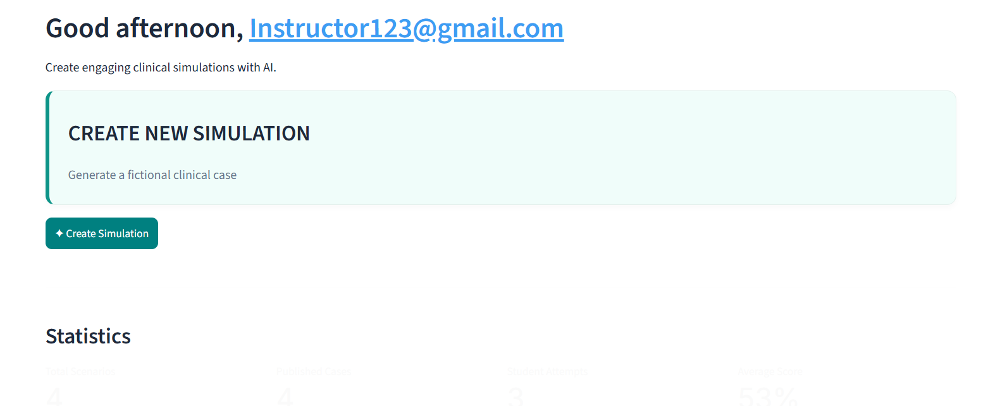 Good afternoon, Instructor123@gmail.com
Create engaging clinical simulations with AI.
CREATE NEW SIMULATION
Generate a fictional clinical case
✦ Create Simulation
Statistics
Total Scenarios Published Cases Student Attempts Average Score
4 4 3 53%